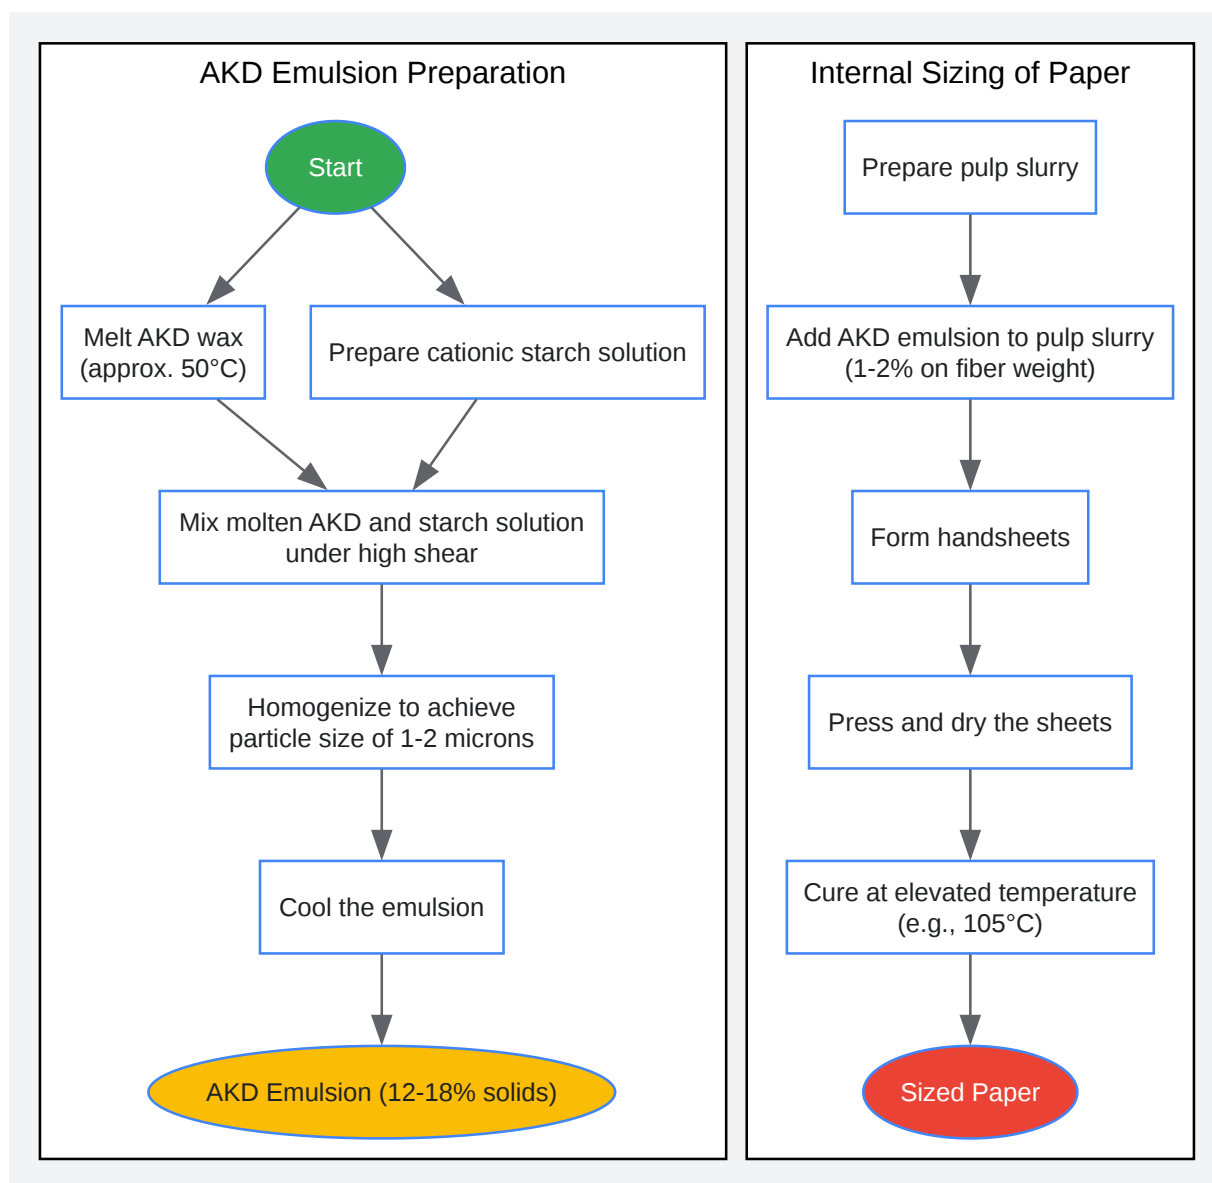 AKD Emulsion Preparation
Start
Melt AKD wax
(approx. 50°C)
Prepare cationic starch solution
Mix molten AKD and starch solution
under high shear
Homogenize to achieve
particle size of 1-2 microns
Cool the emulsion
AKD Emulsion (12-18% solids)
Internal Sizing of Paper
Prepare pulp slurry
Add AKD emulsion to pulp slurry
(1-2% on fiber weight)
Form handsheets
Press and dry the sheets
Cure at elevated temperature
(e.g., 105°C)
Sized Paper